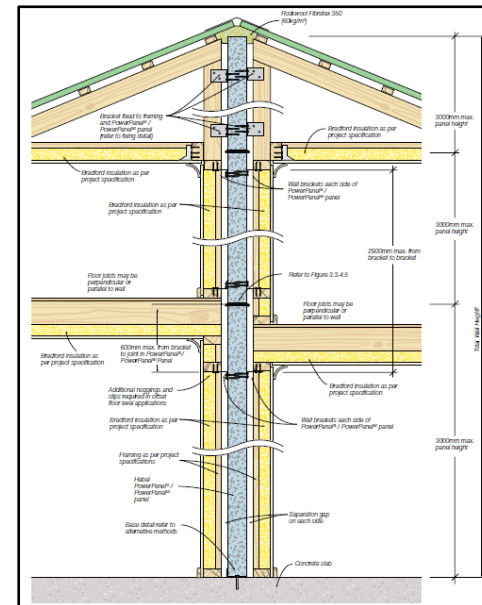 Rockwool Fibretex 350
(60kg/m³)
Bracket fixed to framing
and PowerPanel /
PowerPanel panel
(refer to fixing detail)
3000mm max.
panel height
Bradford insulation as per
project specification
Bradford insulation as per
project specification
Bradford insulation as per
project specification
Wall brackets each side of
PowerPanel /
PowerPanel panel
3000mm max.
panel height
2900mm max. from
bracket to bracket
Floor joists may be
perpendicular or
parallel to wall
Refer to Figure 3.3.4.5
Floor joists may be
perpendicular or
parallel to wall
Total Wall Height
Bradford insulation as
per project specification
600mm max. from bracket
to joint in PowerPanel /
PowerPanel Panel
Bradford insulation as per
project specification
Additional noggings and
clips required in offset
floor level applications
Bradford insulation as per
project specification
Wall brackets each side of
PowerPanel / PowerPanel panel
3000mm max.
panel height
Framing as per project
specifications
Hebel
PowerPanel /
PowerPanel
panel
Separation gap
on each side
Base detail refer to
alternative methods
Concrete slab